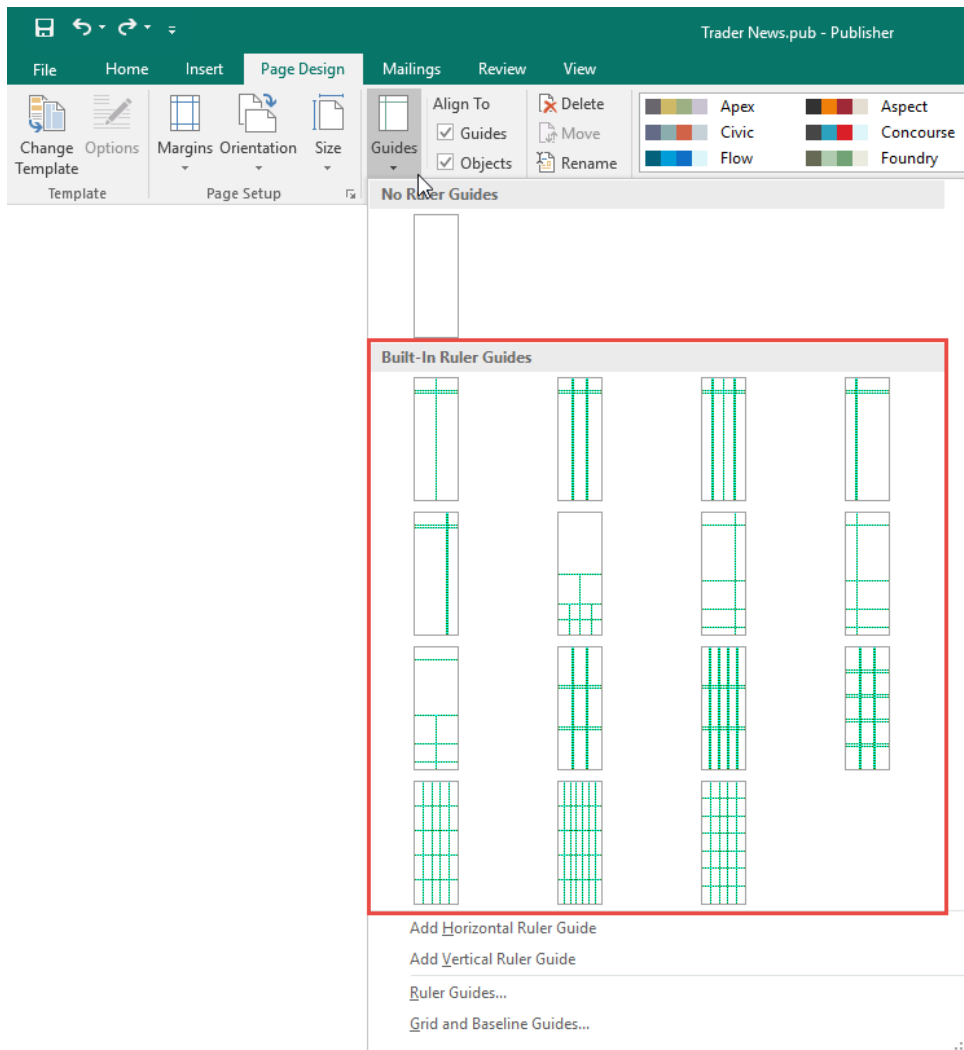 Trader News.pub - Publisher
File Home Insert Page Design Mailings Review View
Change Template
Options
Margins
Orientation
Size
Guides
Align To
Guides
Objects
Delete
Move
Rename
Apex
Civic
Flow
Aspect
Concourse
Foundry
Template
Page Setup
No Ruler Guides
Built-In Ruler Guides
Add Horizontal Ruler Guide
Add Vertical Ruler Guide
Ruler Guides...
Grid and Baseline Guides...